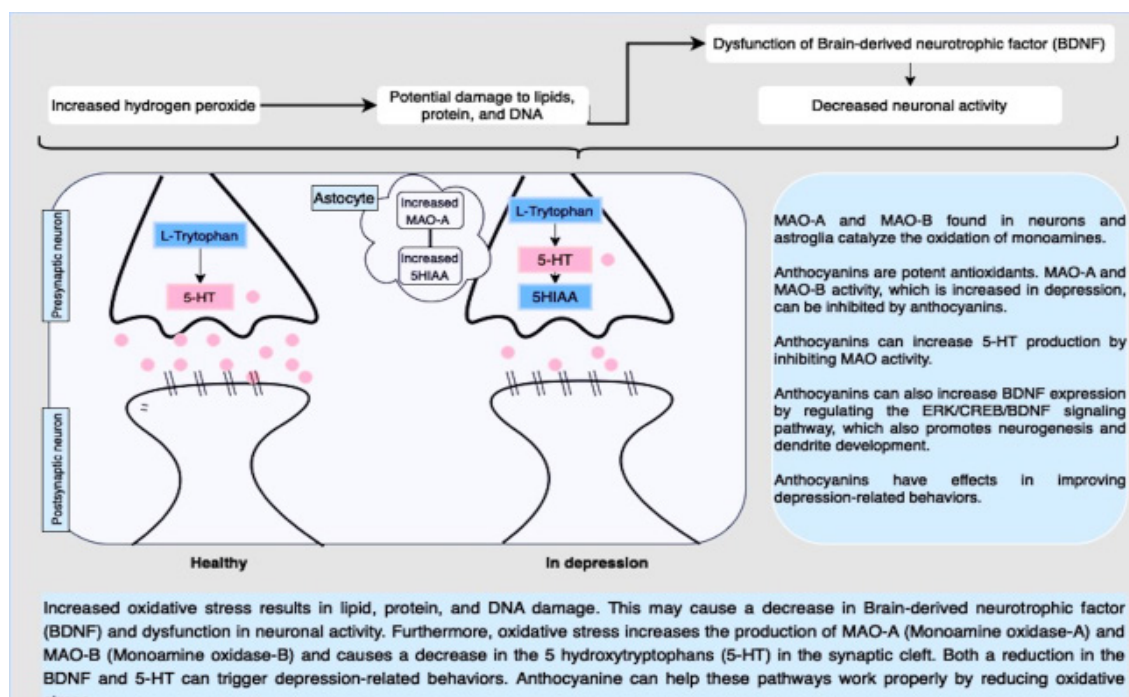 Dysfunction of Brain-derived neurotrophic factor (BDNF)
Increased hydrogen peroxide
Potential damage to lipids,
protein, and DNA
Decreased neuronal activity
Presynaptic neuron
L-Trytophan
5-HT
Astocyte
Increased
MAO-A
Increased
5HIAA
L-Trytophan
5-HT
5HIAA
Postsynaptic neuron
Healthy
In depression
MAO-A and MAO-B found in neurons and
astroglia catalyze the oxidation of monoamines.
Anthocyanins are potent antioxidants. MAO-A and
MAO-B activity, which is increased in depression,
can be inhibited by anthocyanins.
Anthocyanins can increase 5-HT production by
inhibiting MAO activity.
Anthocyanins can also increase BDNF expression
by regulating the ERK/CREB/BDNF signaling
pathway, which also promotes neurogenesis and
dendrite development.
Anthocyanins have effects in improving
depression-related behaviors.
Increased oxidative stress results in lipid, protein, and DNA damage. This may cause a decrease in Brain-derived neurotrophic factor
(BDNF) and dysfunction in neuronal activity. Furthermore, oxidative stress increases the production of MAO-A (Monoamine oxidase-A) and
MAO-B (Monoamine oxidase-B) and causes a decrease in the 5 hydroxytryptophans (5-HT) in the synaptic cleft. Both a reduction in the
BDNF and 5-HT can trigger depression-related behaviors. Anthocyanine can help these pathways work properly by reducing oxidative